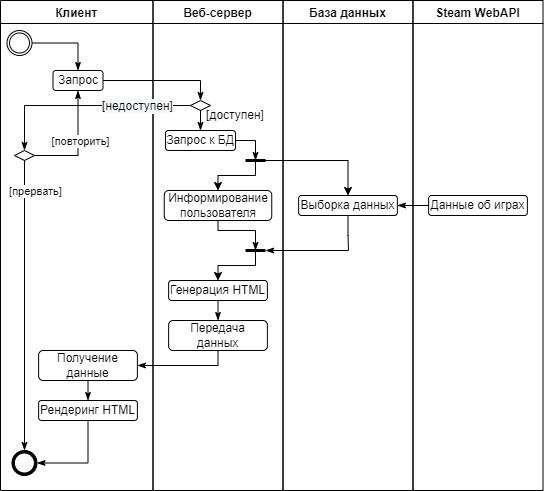 Клиент
Веб-сервер
База данных
Steam WebAPI
Запрос
[недоступен]
[доступен]
[повторить]
Запрос к БД
[прервать]
Информирование
пользователя
Выборка данных
Данные об играх
Генерация HTML
Передача
данных
Получение
данные
Рендеринг HTML